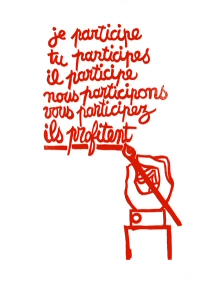 je participe
tu participes
il participe
nous participons
vous participez
ils profitent